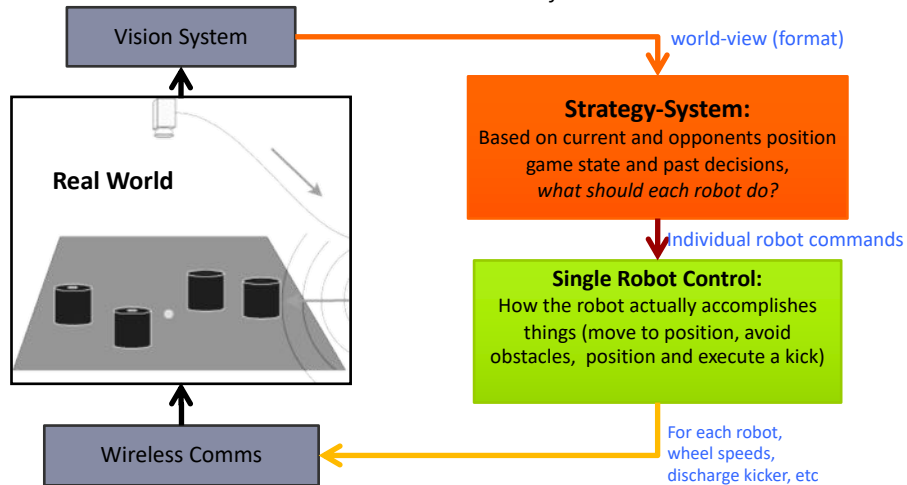 Vision System
world-view (format)
Strategy-System:
Based on current and opponents position
game state and past decisions,
what should each robot do?
Real World
Individual robot commands
Single Robot Control:
How the robot actually accomplishes
things (move to position, avoid
obstacles, position and execute a kick)
Wireless Comms
For each robot,
wheel speeds,
discharge kicker, etc